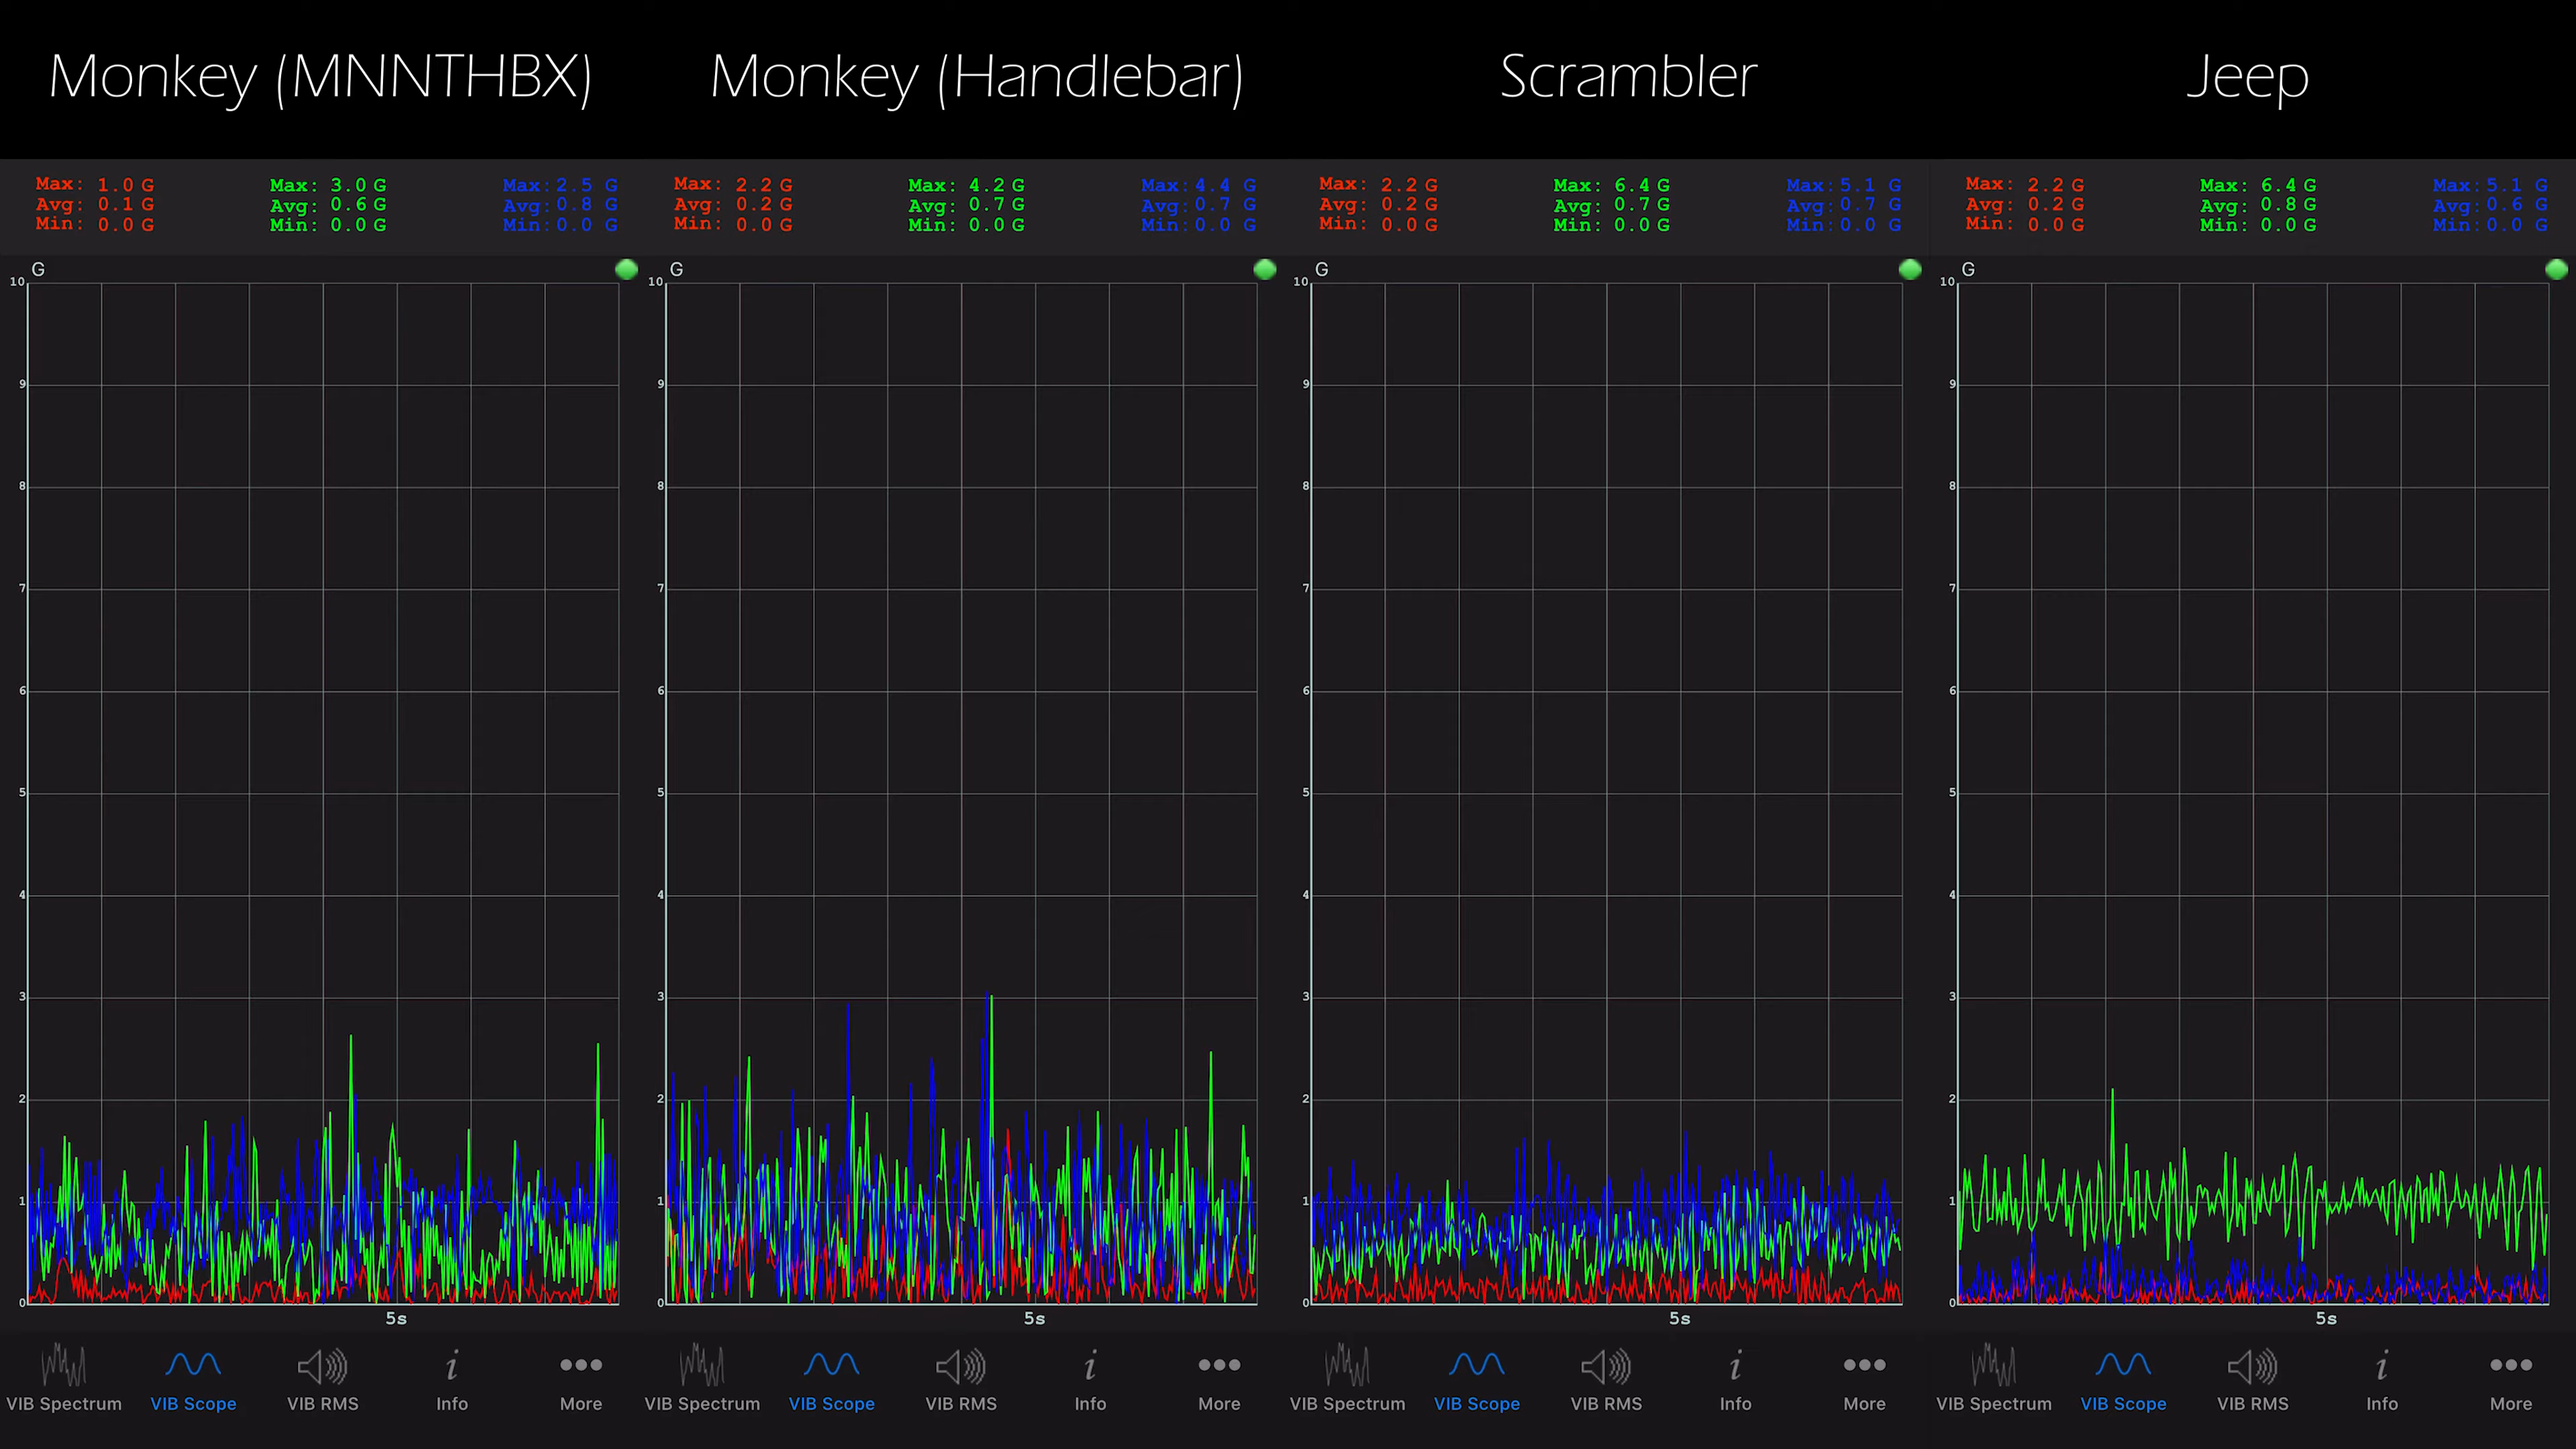 Monkey (MNNTHBX)
Monkey (Handlebar)
Scrambler
Jeep
Max: 1.0 G
Avg: 0.1 G
Min: 0.0 G
Max: 3.0 G
Avg: 0.6 G
Min: 0.0 G
Max: 2.5 G
Avg: 0.8 G
Min: 0.0 G
Max: 2.2 G
Avg: 0.2 G
Min: 0.0 G
Max: 4.2 G
Avg: 0.7 G
Min: 0.0 G
Max: 4.4 G
Avg: 0.7 G
Min: 0.0 G
Max: 2.2 G
Avg: 0.2 G
Min: 0.0 G
Max: 6.4 G
Avg: 0.7 G
Min: 0.0 G
Max: 5.1 G
Avg: 0.7 G
Min: 0.0 G
Max: 2.2 G
Avg: 0.2 G
Min: 0.0 G
Max: 6.4 G
Avg: 0.8 G
Min: 0.0 G
Max: 5.1 G
Avg: 0.6 G
Min: 0.0 G
G
10
9
8
7
6
5
4
3
2
1
0
5s
G
10
9
8
7
6
5
4
3
2
1
0
5s
G
10
9
8
7
6
5
4
3
2
1
0
5s
G
10
9
8
7
6
5
4
3
2
1
0
5s
VIB Spectrum
VIB Scope
VIB RMS
i
Info
More
VIB Spectrum
VIB Scope
VIB RMS
i
Info
More
VIB Spectrum
VIB Scope
VIB RMS
i
Info
More
VIB Spectrum
VIB Scope
VIB RMS
i
Info
More